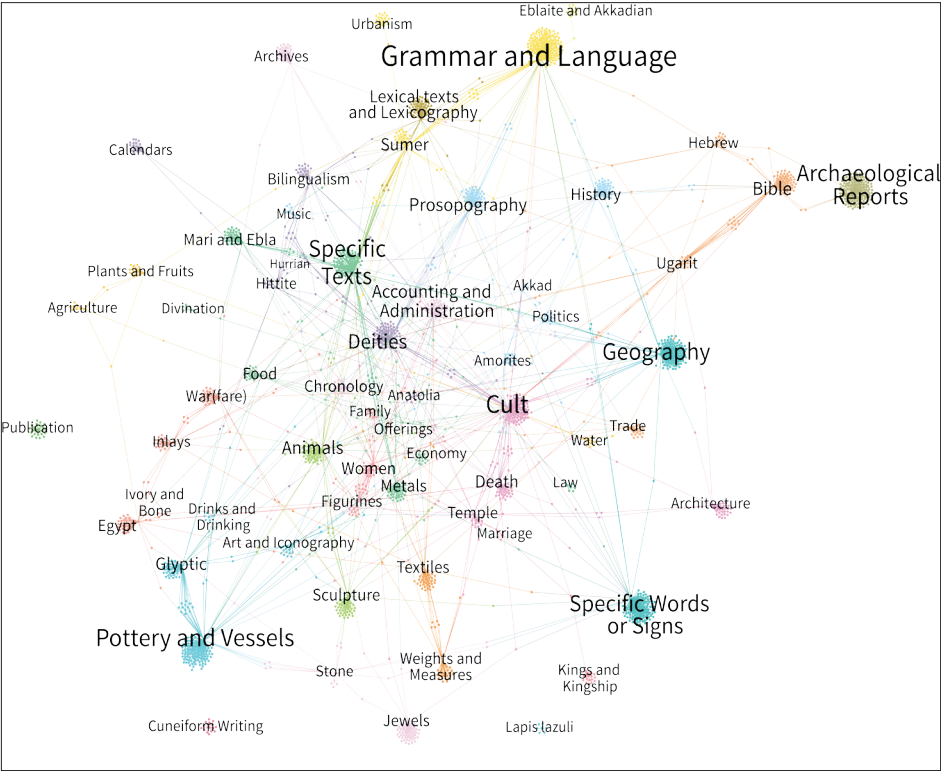 Eblaite and Akkadian
Urbanism
Archives
Grammar and Language
Lexical texts
and Lexicography
Sumer
Calendars
Hebrew
Bilingualism
Bible
Archaeological
Reports
History
Prosopography
Music
Mari and Ebla
Specific
Texts
Hurrian
Ugarit
Plants and Fruits
Hittite
Akkad
Accounting and
Administration
Agriculture
Divination
Politics
Deities
Geography
Amorites
Food
Chronology
Anatolia
War(fare)
Cult
Family
Publication
Offerings
Trade
Inlays
Water
Animals
Economy
Women
Metals
Death
Law
Ivory and
Bone
Figurines
Architecture
Drinks and
Drinking
Temple
Egypt
Marriage
Art and Iconography
Glyptic
Textiles
Sculpture
Specific Words
or Signs
Pottery and Vessels
Weights and
Measures
Stone
Kings and
Kingship
Jewels
Cuneiform Writing
Lapis lazuli